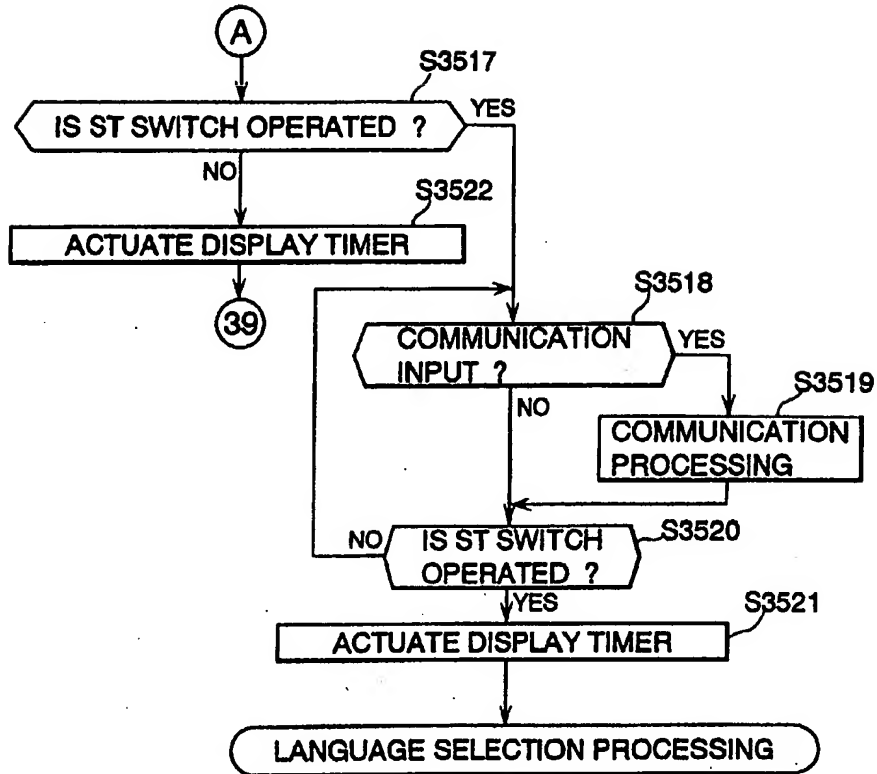 A
S3517
IS ST SWITCH OPERATED ?
YES
NO
S3522
ACTUATE DISPLAY TIMER
39
S3518
COMMUNICATION
INPUT ?
YES
S3519
NO
COMMUNICATION
PROCESSING
NO
IS ST SWITCH
OPERATED ?
S3520
YES
S3521
ACTUATE DISPLAY TIMER
LANGUAGE SELECTION PROCESSING